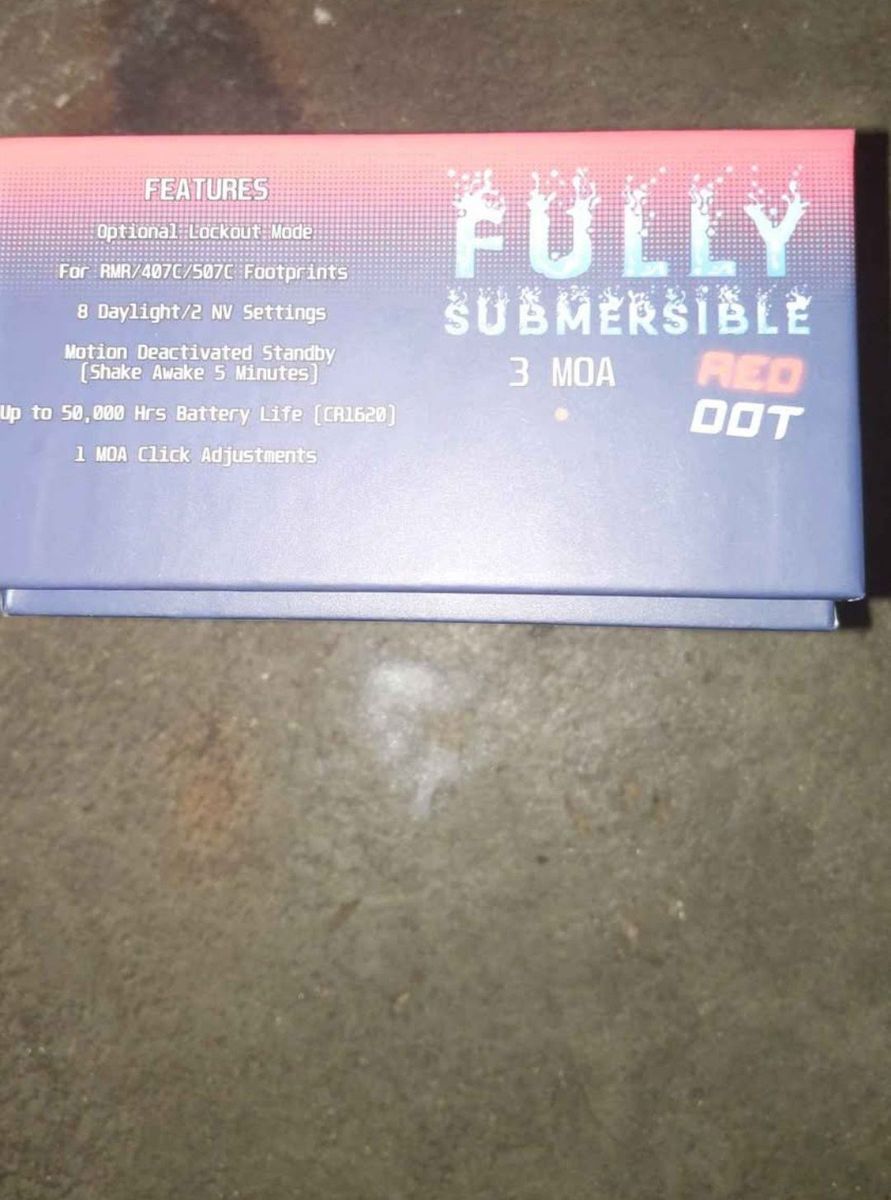 FEATURES
Optional Lockout Mode
For RMR/407C/507C Footprints
8 Daylight/2 NV Settings
Motion Deactivated Standby
(Shake Awake 5 Minutes)
Up to 50,000 Hrs Battery Life (CR1620)
1 MOA Click Adjustments
FULLY
SUBMERSIBLE
3 MOA
RED
DOT